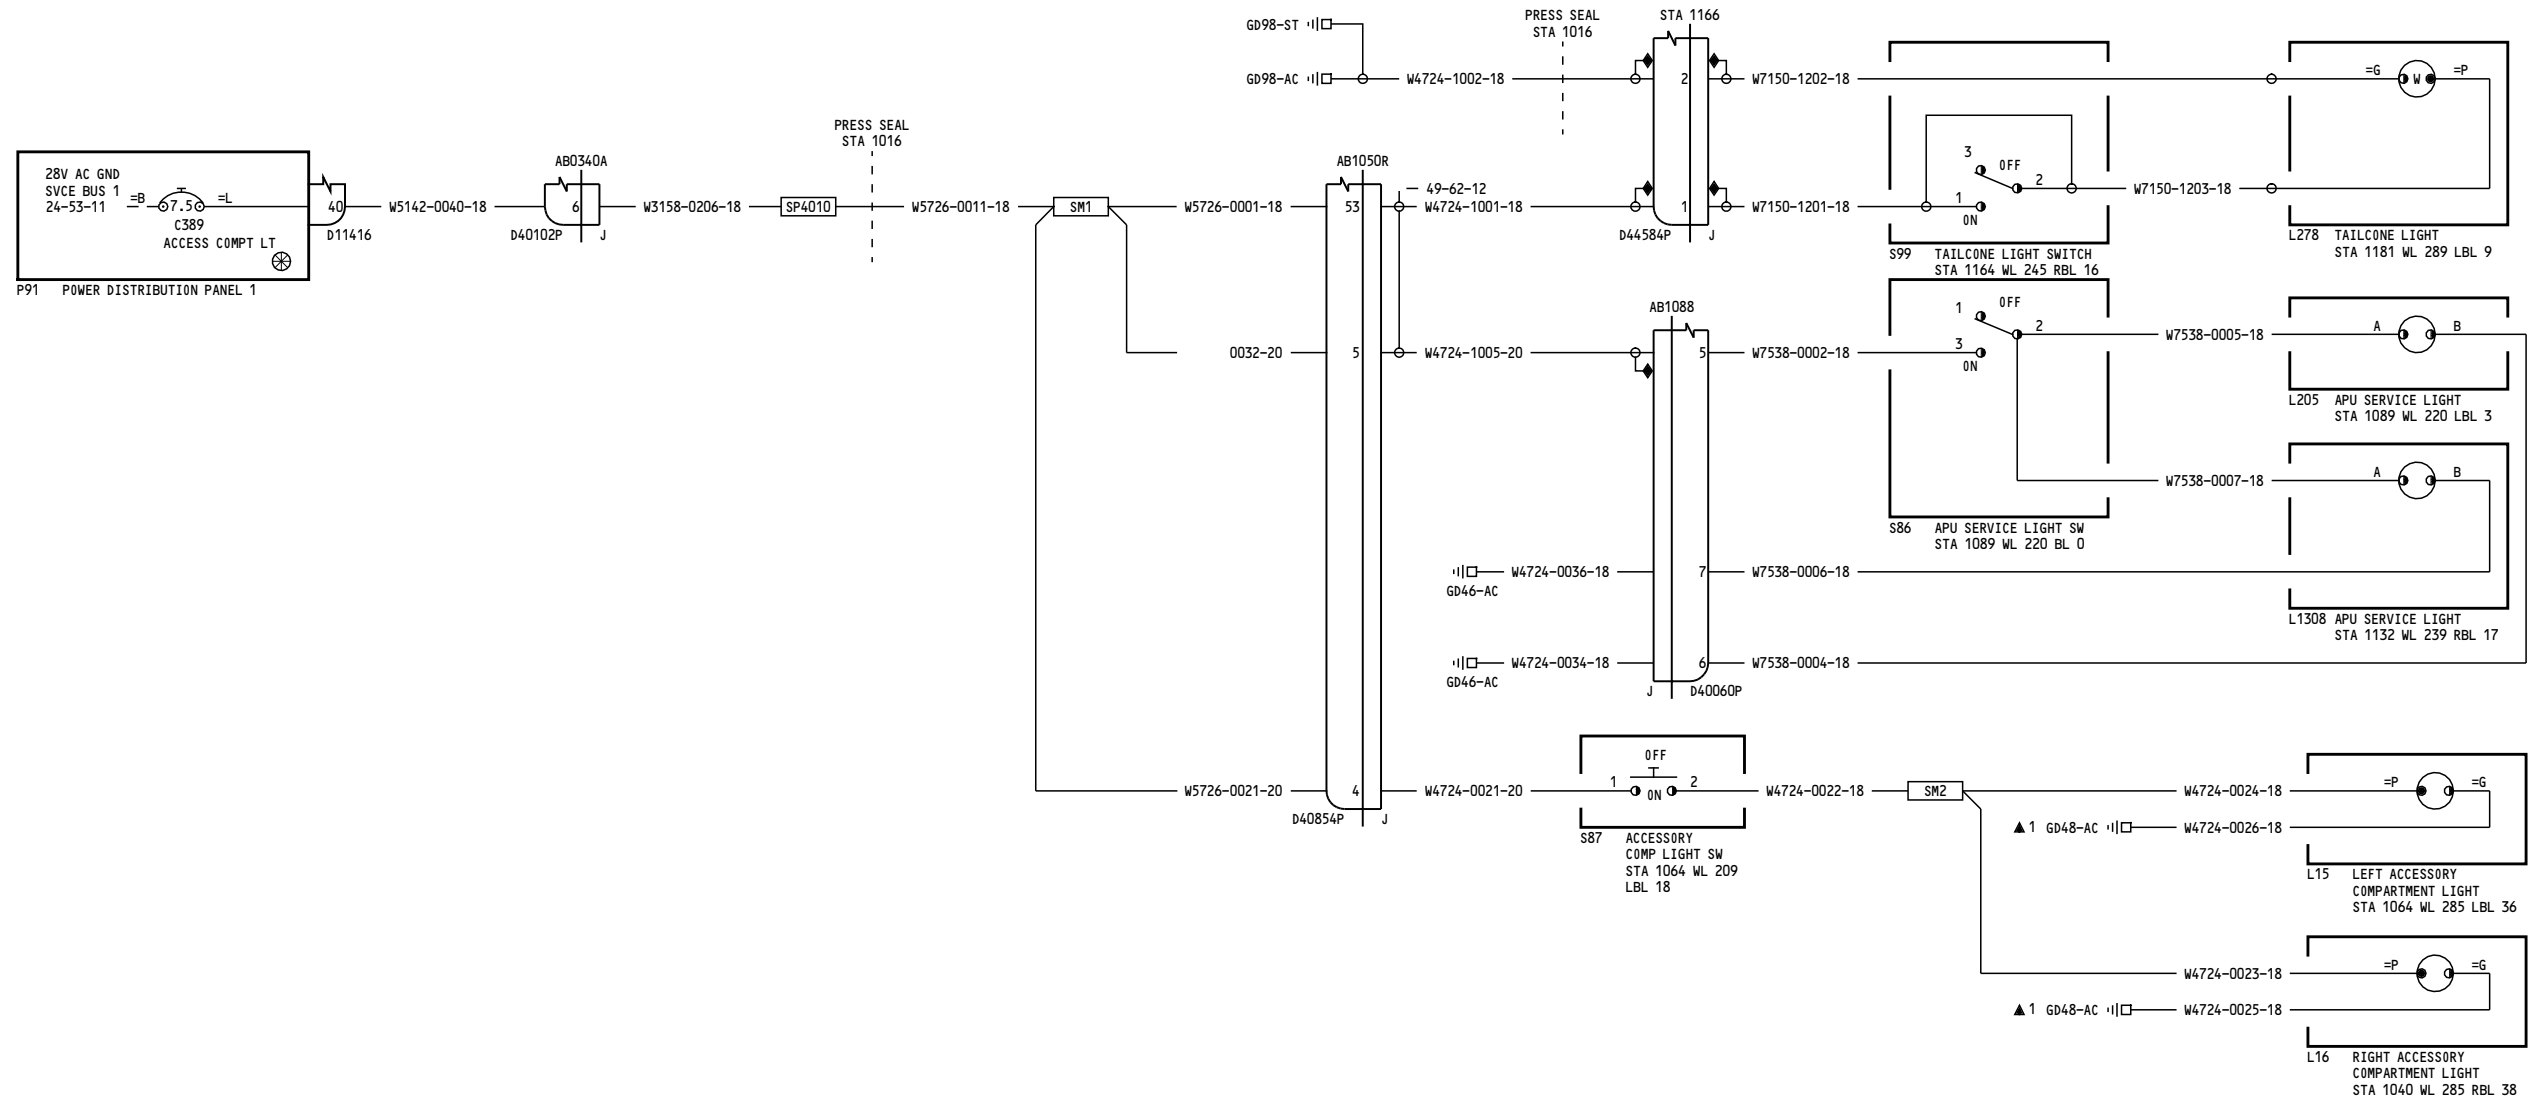 GD98-ST
PRESS SEAL
STA 1016
STA 1166
GD98-AC
W4724-1002-18
2
W7150-1202-18
=G
W
=P
PRESS SEAL
STA 1016
28V AC GND
SVCE BUS 1
24-53-11
=B
7.5
=L
C389
ACCESS COMPT LT
40
D11416
P91 POWER DISTRIBUTION PANEL 1
W5142-0040-18
AB0340A
6
D40102P J
W3158-0206-18
SP4010
W5726-0011-18
SM1
W5726-0001-18
AB1050R
53
49-62-12
W4724-1001-18
1
D44584P J
W7150-1201-18
3
OFF
2
1
ON
W7150-1203-18
S99 TAILCONE LIGHT SWITCH
STA 1164 WL 245 RBL 16
L278 TAILCONE LIGHT
STA 1181 WL 289 LBL 9
0032-20
5
W4724-1005-20
AB1088
5
W7538-0002-18
1
OFF
2
3
ON
W7538-0005-18
A
B
L205 APU SERVICE LIGHT
STA 1089 WL 220 LBL 3
W7538-0007-18
A
B
S86 APU SERVICE LIGHT SW
STA 1089 WL 220 BL 0
GD46-AC
W4724-0036-18
7
W7538-0006-18
L1308 APU SERVICE LIGHT
STA 1132 WL 239 RBL 17
GD46-AC
W4724-0034-18
6
W7538-0004-18
J D40060P
W5726-0021-20
4
D40854P J
W4724-0021-20
OFF
1
ON
2
S87 ACCESSORY
COMP LIGHT SW
STA 1064 WL 209
LBL 18
W4724-0022-18
SM2
W4724-0024-18
=P
=G
1 GD48-AC
W4724-0026-18
L15 LEFT ACCESSORY
COMPARTMENT LIGHT
STA 1064 WL 285 LBL 36
W4724-0023-18
=P
=G
1 GD48-AC
W4724-0025-18
L16 RIGHT ACCESSORY
COMPARTMENT LIGHT
STA 1040 WL 285 RBL 38